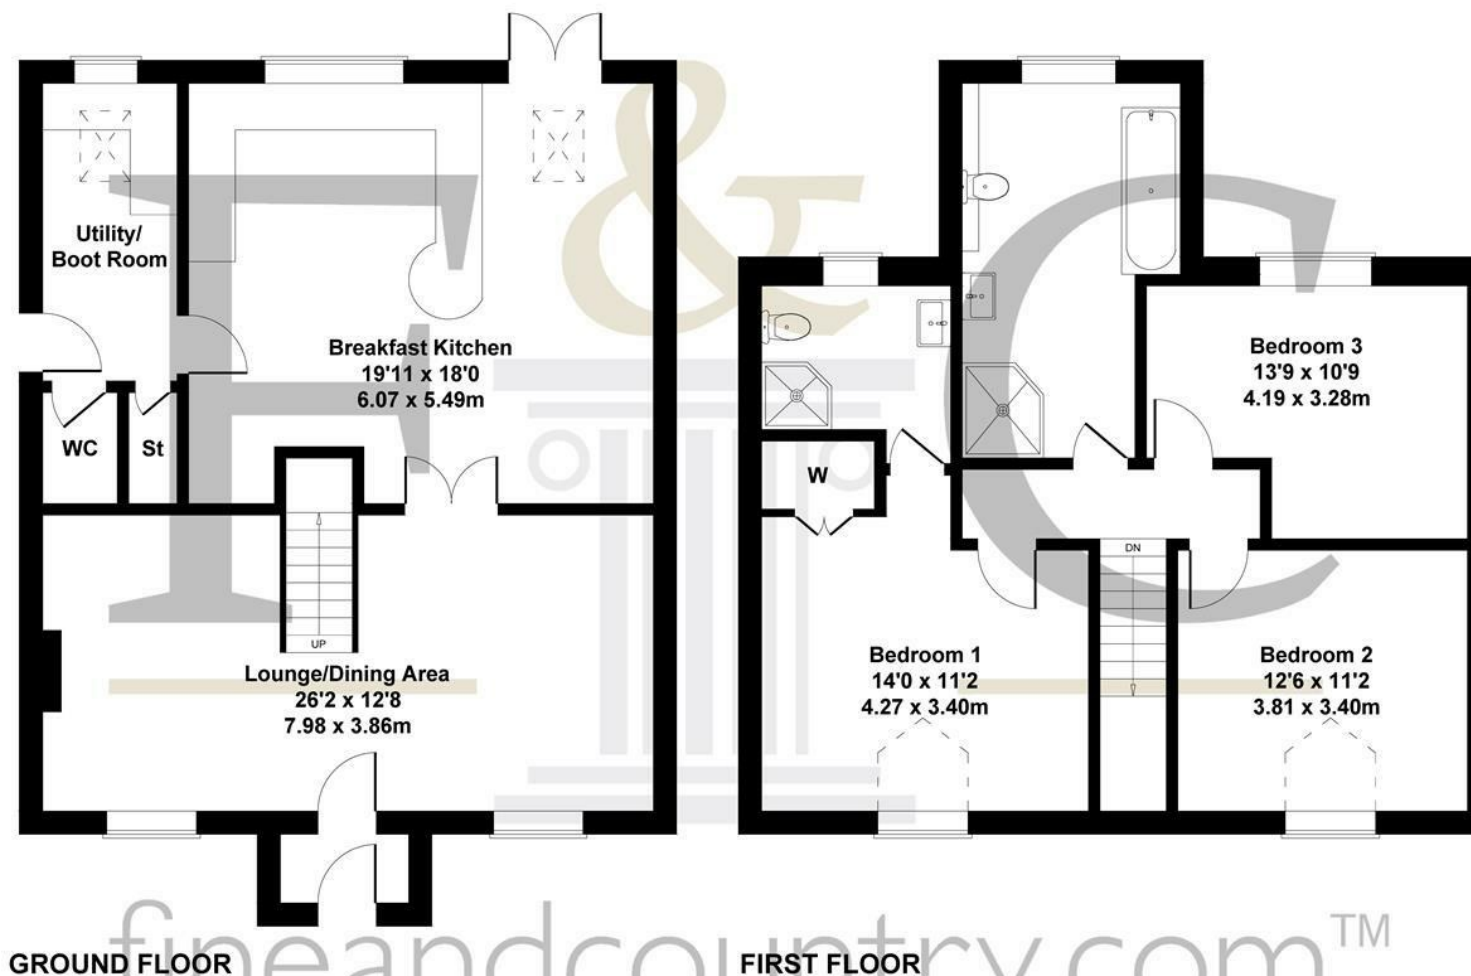 Utility/
Boot Room
Breakfast Kitchen
19'11 x 18'0
6.07 x 5.49m
WC
St
UP
Lounge/Dining Area
26'2 x 12'8
7.98 x 3.86m
GROUND FLOOR
W
Bedroom 3
13'9 x 10'9
4.19 x 3.28m
DN
Bedroom 1
14'0 x 11'2
4.27 x 3.40m
Bedroom 2
12'6 x 11'2
3.81 x 3.40m
FIRST FLOOR
F&C
fineandcountry.com™